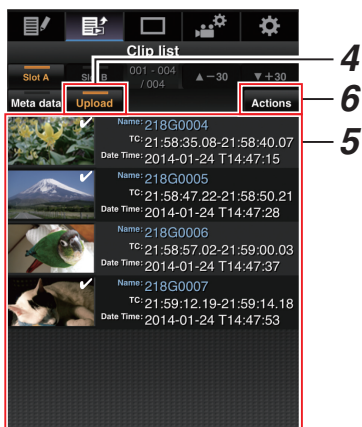 Clip list
4
Slot A Slot B 001 - 004 / 004 ▲−30 ▼+30
Meta data Upload Actions
6
5
Name: 218G0004
TC: 21:58:35.08-21:58:40.07
Date Time: 2014-01-24 T14:47:15
Name: 218G0005
TC: 21:58:47.22-21:58:50.21
Date Time: 2014-01-24 T14:47:28
Name: 218G0006
TC: 21:58:57.02-21:59:00.03
Date Time: 2014-01-24 T14:47:37
Name: 218G0007
TC: 21:59:12.19-21:59:14.18
Date Time: 2014-01-24 T14:47:53